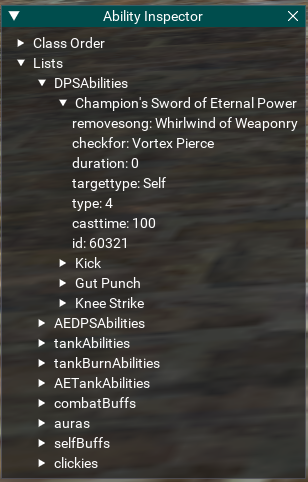 Ability Inspector
Class Order
Lists
DPSAbilities
Champion's Sword of Eternal Power
removesong: Whirlwind of Weaponry
checkfor: Vortex Pierce
duration: 0
targettype: Self
type: 4
casttime: 100
id: 60321
Kick
Gut Punch
Knee Strike
AEDPSAbilities
tankAbilities
tankBurnAbilities
AETankAbilities
combatBuffs
auras
selfBuffs
clickies